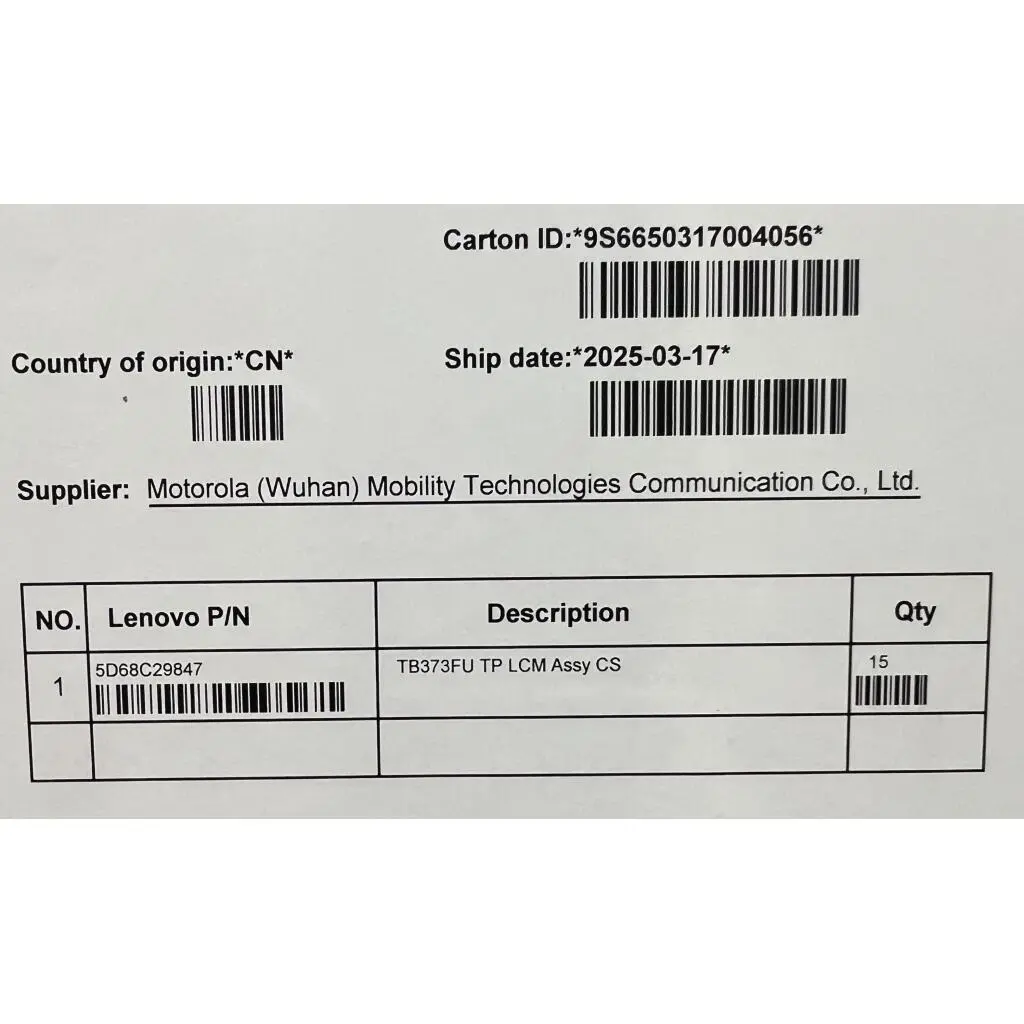 Carton ID:*9S6650317004056*
Country of origin:*CN*
Ship date:*2025-03-17*
Supplier: Motorola (Wuhan) Mobility Technologies Communication Co., Ltd.
NO. Lenovo P/N Description Qty
1 5D68C29847 TB373FU TP LCM Assy CS 15